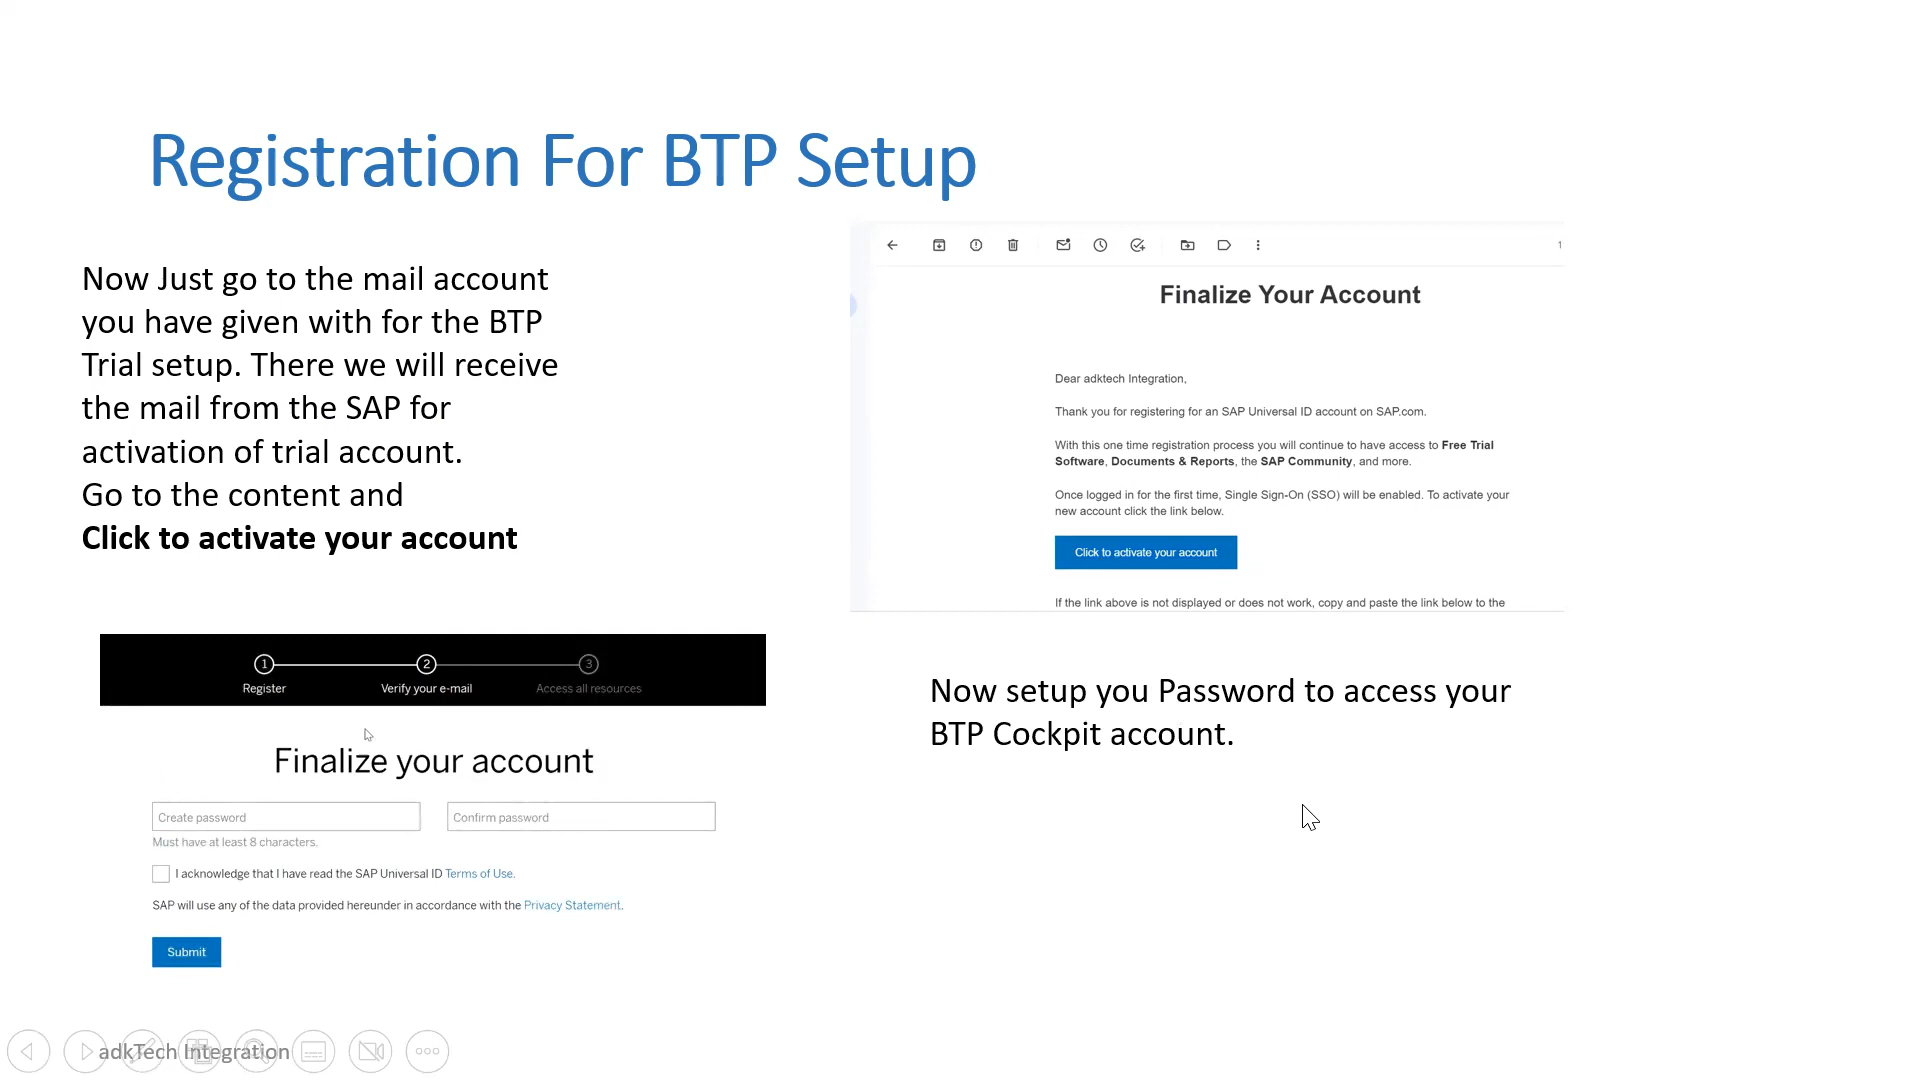 Registration For BTP Setup
Now Just go to the mail account
you have given with for the BTP
Trial setup. There we will receive
the mail from the SAP for
activation of trial account.
Go to the content and
Click to activate your account
1
Finalize Your Account
Dear adktech Integration,
Thank you for registering for an SAP Universal ID account on SAP.com.
With this one time registration process you will continue to have access to Free Trial
Software, Documents & Reports, the SAP Community, and more.
Once logged in for the first time, Single Sign-On (SSO) will be enabled. To activate your
new account click the link below.
Click to activate your account
If the link above is not displayed or does not work, copy and paste the link below to the
1
2
3
Register
Verify your e-mail
Access all resources
Finalize your account
Create password
Confirm password
Must have at least 8 characters.
I acknowledge that I have read the SAP Universal ID Terms of Use.
SAP will use any of the data provided hereunder in accordance with the Privacy Statement.
Submit
Now setup you Password to access your
BTP Cockpit account.
adkTech Integration